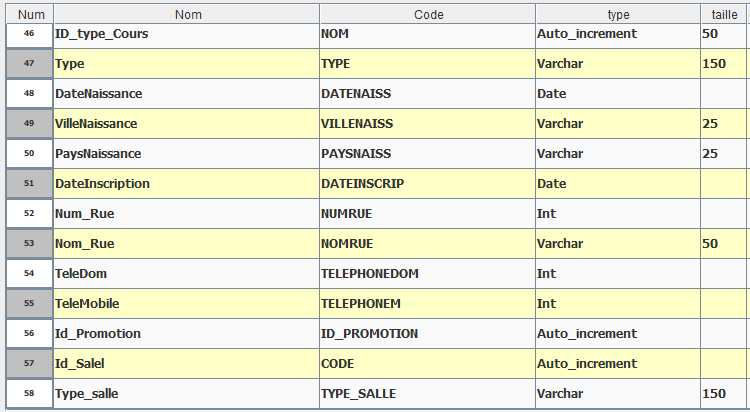 Num Nom Code type taille
46 ID_type_Cours NOM Auto_increment 50
47 Type TYPE Varchar 150
48 DateNaissance DATENAISS Date
49 VilleNaissance VILLENAISS Varchar 25
50 PaysNaissance PAYSNAISS Varchar 25
51 DateInscription DATEINSCRIP Date
52 Num_Rue NUMRUE Int
53 Nom_Rue NOMRUE Varchar 50
54 TeleDom TELEPHONEDOM Int
55 TeleMobile TELEPHONEM Int
56 Id_Promotion ID_PROMOTION Auto_increment
57 Id_Salel CODE Auto_increment
58 Type_salle TYPE_SALLE Varchar 150